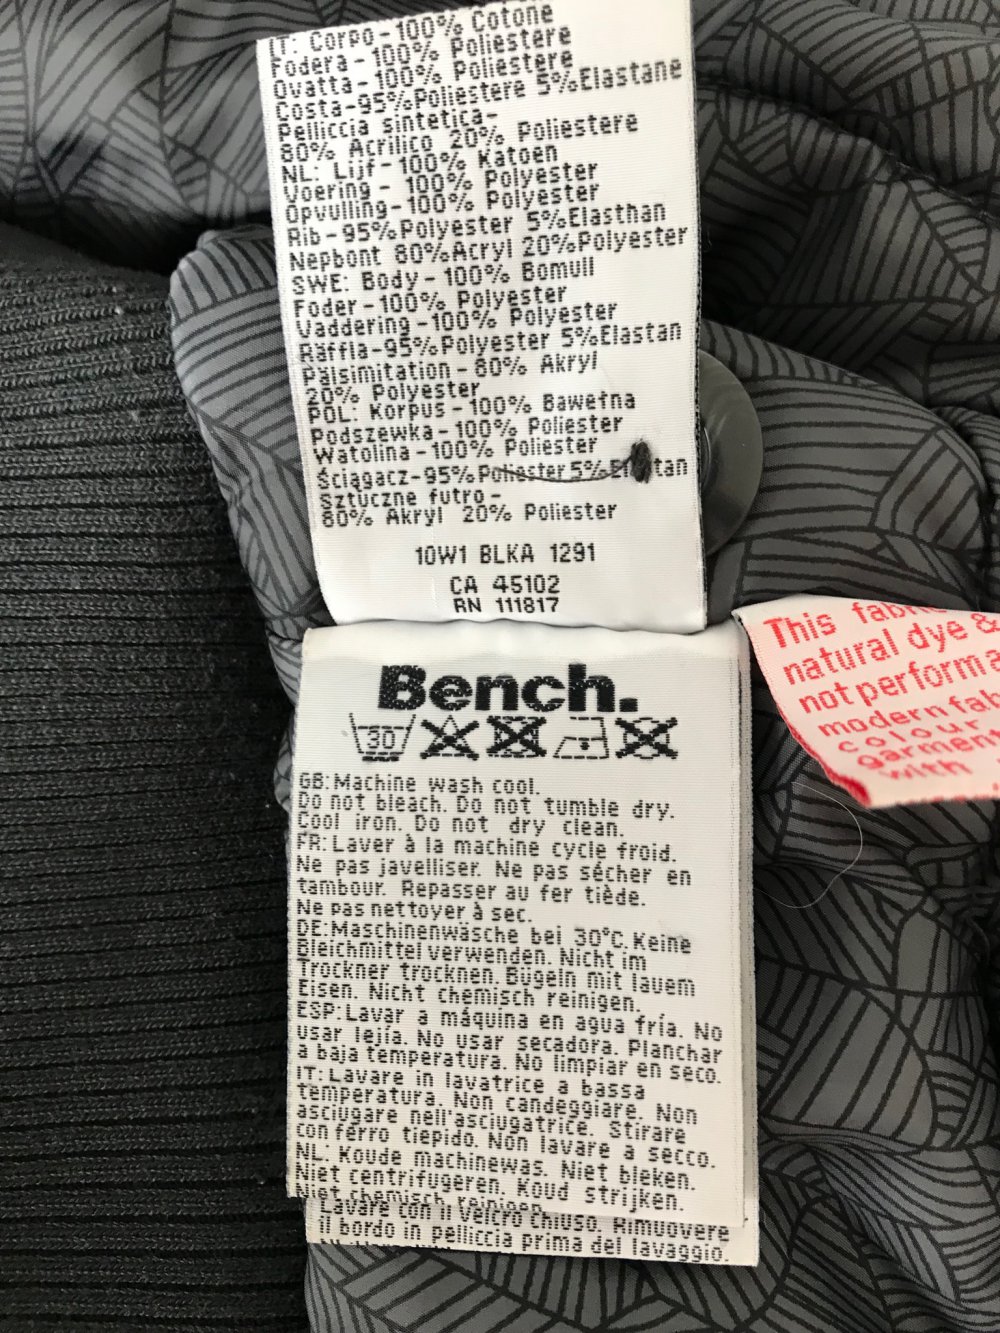 IT: Corpo-100% Cotone
Fodera-100% Poliestere
Ovatta-100% Poliestere
Costa-95%Poliestere 5%Elastane
Pelliccia sintetica-
80% Acrilico 20% Poliestere
NL: Lijf-100% Katoen
Voering - 100% Polyester
Opvulling-100% Polyester
Rib-95%Polyester 5%Elasthan
Nepbont 80%Acryl 20%Polyester
SWE: Body-100% Bomull
Foder-100% Polyester
Vaddering-100% Polyester
Räffla-95%Polyester 5%Elastan
Pälsimitation-80% Akryl
20% Polyester
POL: Korpus-100% Bawełna
Podszewka-100% Poliester
Watolina-100% Poliester
Ściągacz-95%Poliester 5%Elastan
Sztuczne futro-
80% Akryl 20% Poliester
10W1 BLKA 1291
CA 45102
RN 111817
Bench.
30
GB:Machine wash cool.
Do not bleach. Do not tumble dry.
Cool iron. Do not dry clean.
FR:Laver à la machine cycle froid.
Ne pas javelliser. Ne pas sécher en
tambour. Repasser au fer tiède.
Ne pas nettoyer à sec.
DE:Maschinenwäsche bei 30°C.Keine
Bleichmittel verwenden. Nicht im
Trockner trocknen. Bügeln mit lauem
Eisen. Nicht chemisch reinigen.
ESP:Lavar a máquina en agua fría. No
usar lejía. No usar secadora. Planchar
a baja temperatura. No limpiar en seco.
IT:Lavare in lavatrice a bassa
temperatura. Non candeggiare. Non
asciugare nell'asciugatrice. Stirare
con ferro tiepido. Non lavare a secco.
NL: Koude machinewas. Niet bleken.
Niet centrifugeren. Koud strijken.
Niet chemisch reinigen
Lavare con il velcro chiuso. Rimuovere
il bordo in pelliccia prima del lavaggio.
This
natural dye &
not perform
modern
colour
garment
with